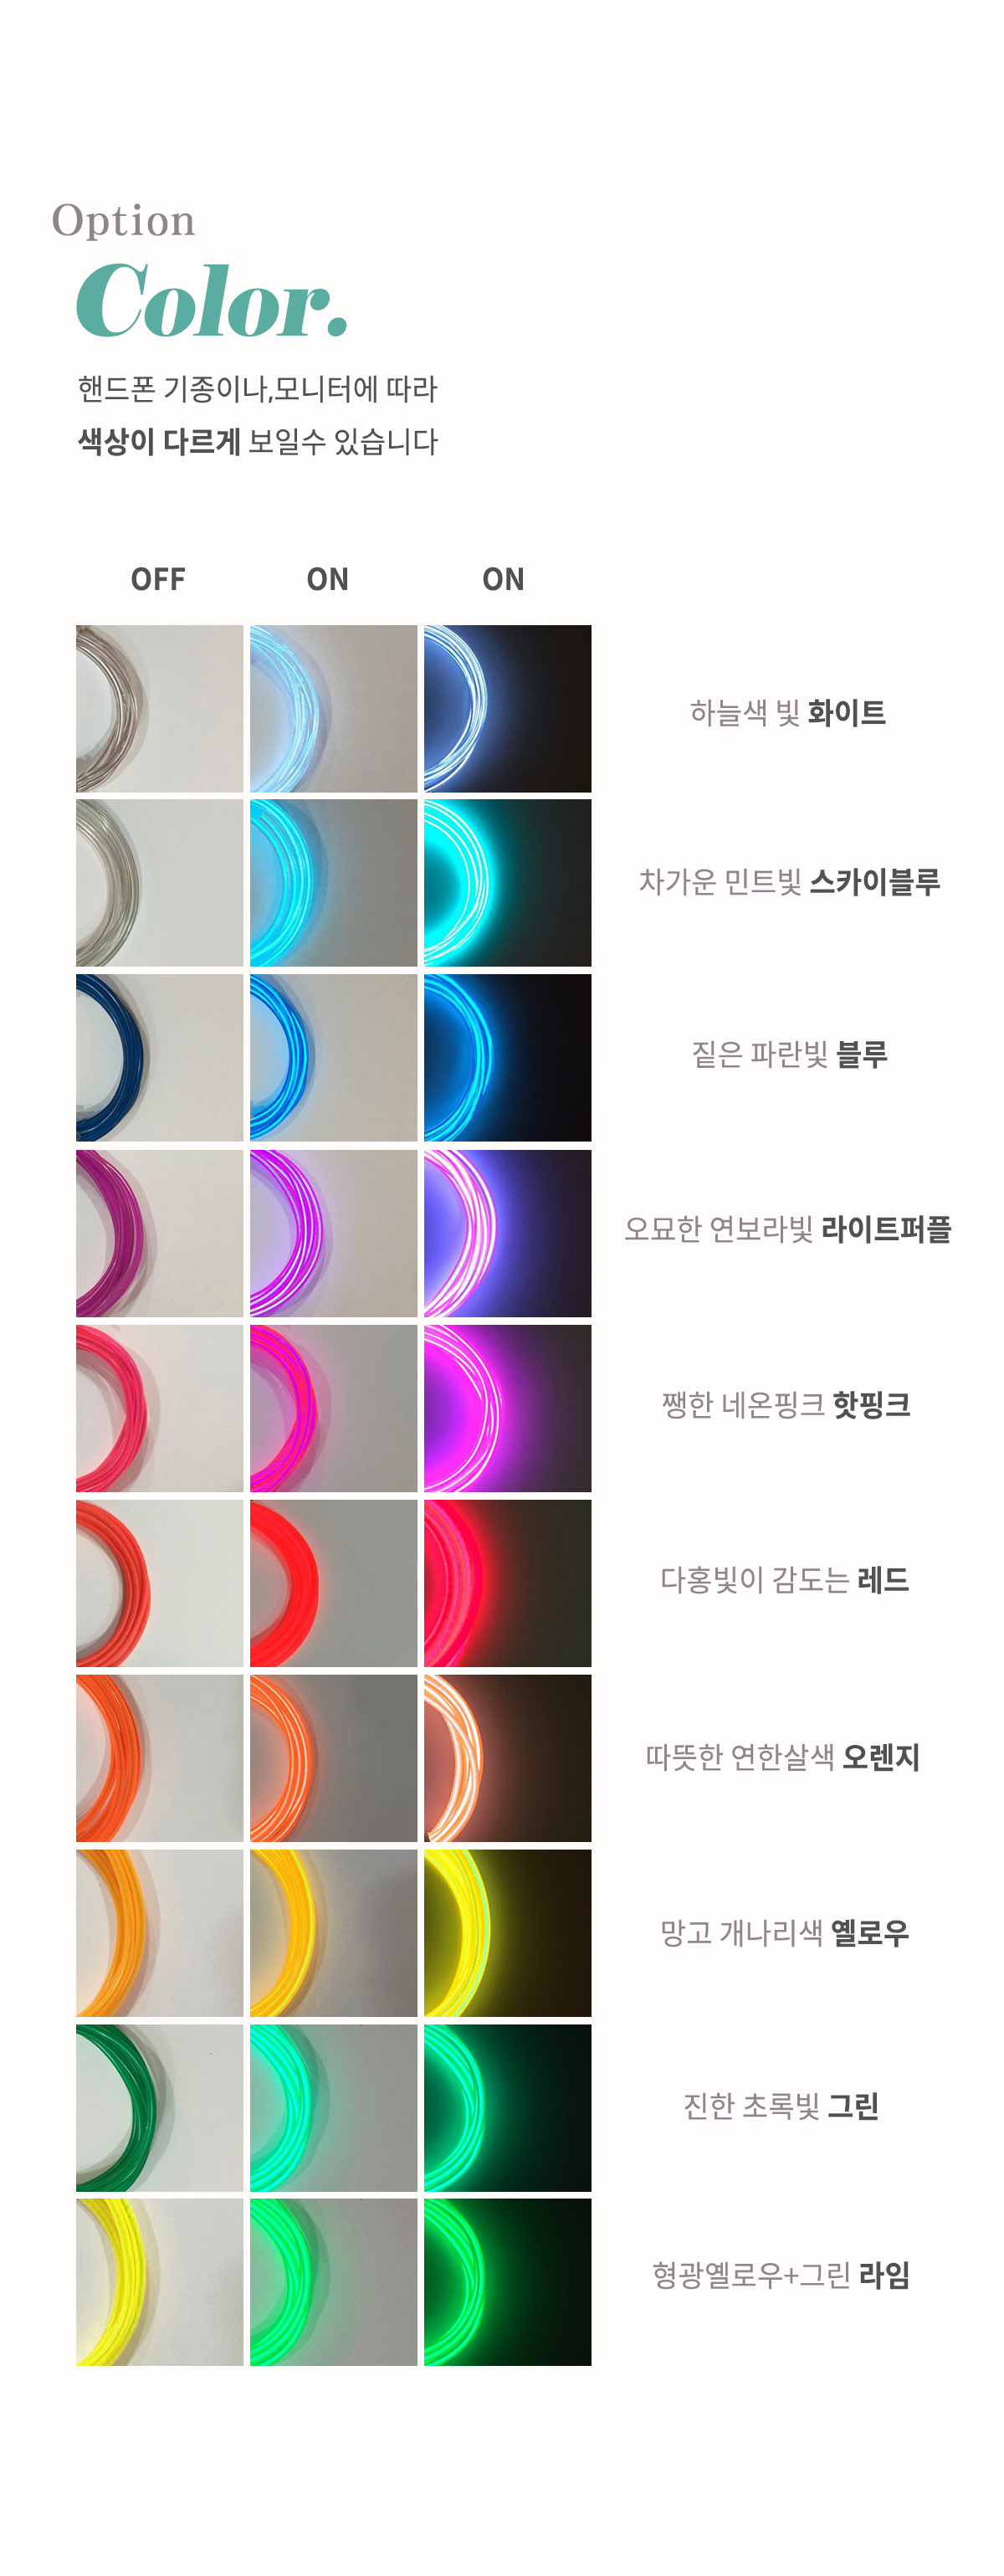 Option
Color.
핸드폰 기종이나,모니터에 따라
색상이 다르게 보일수 있습니다
OFF ON ON
하늘색 빛 화이트
차가운 민트빛 스카이블루
짙은 파란빛 블루
오묘한 연보라빛 라이트퍼플
쨍한 네온핑크 핫핑크
다홍빛이 감도는 레드
따뜻한 연한살색 오렌지
망고 개나리색 옐로우
진한 초록빛 그린
형광옐로우+그린 라임